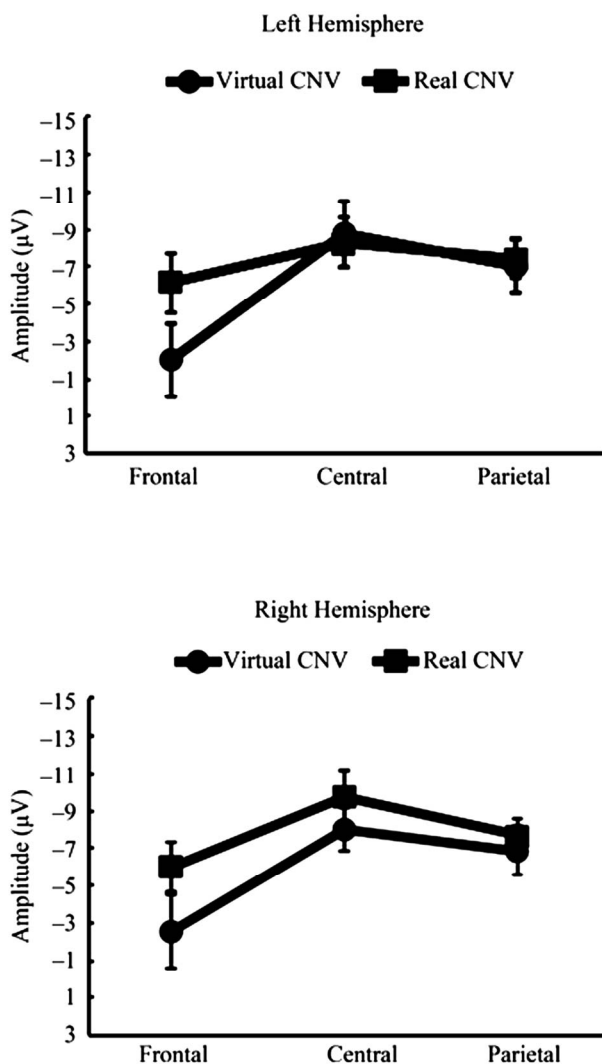 Left Hemisphere
Virtual CNV Real CNV
Amplitude (µV)
–15
–13
–11
–9
–7
–5
–3
–1
1
3
Frontal Central Parietal
Right Hemisphere
Virtual CNV Real CNV
Amplitude (µV)
–15
–13
–11
–9
–7
–5
–3
–1
1
3
Frontal Central Parietal